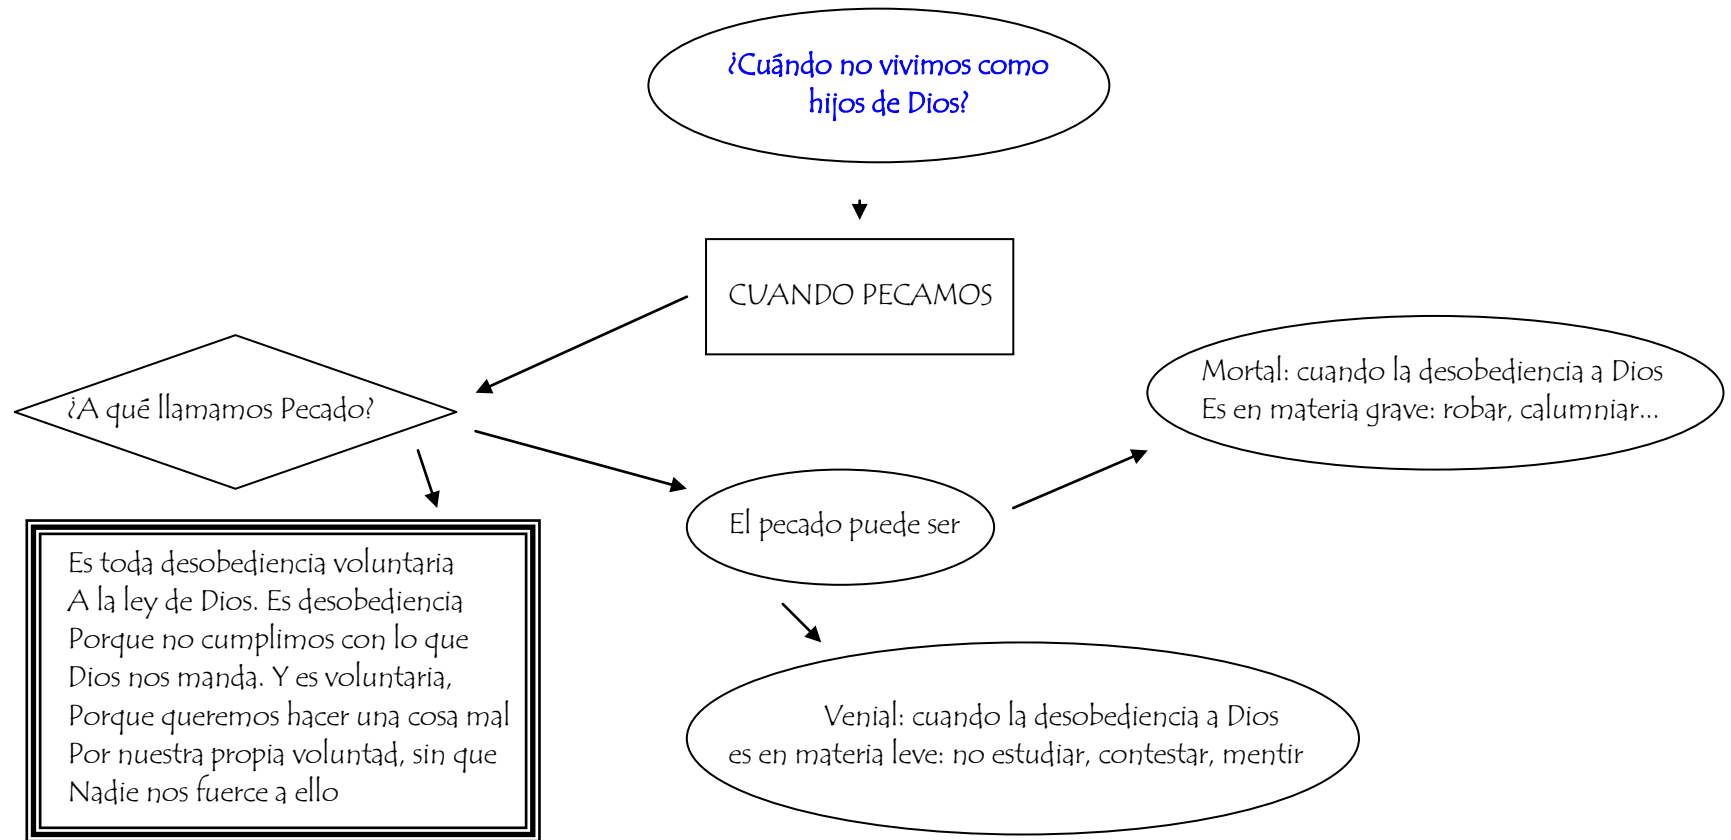 ¿Cuándo no vivimos como
hijos de Dios?
CUANDO PECAMOS
¿A qué llamamos Pecado?
Es toda desobediencia voluntaria
A la ley de Dios. Es desobediencia
Porque no cumplimos con lo que
Dios nos manda. Y es voluntaria,
Porque queremos hacer una cosa mal
Por nuestra propia voluntad, sin que
Nadie nos fuerce a ello
El pecado puede ser
Mortal: cuando la desobediencia a Dios
Es en materia grave: robar, calumniar...
Venial: cuando la desobediencia a Dios
es en materia leve: no estudiar, contestar, mentir